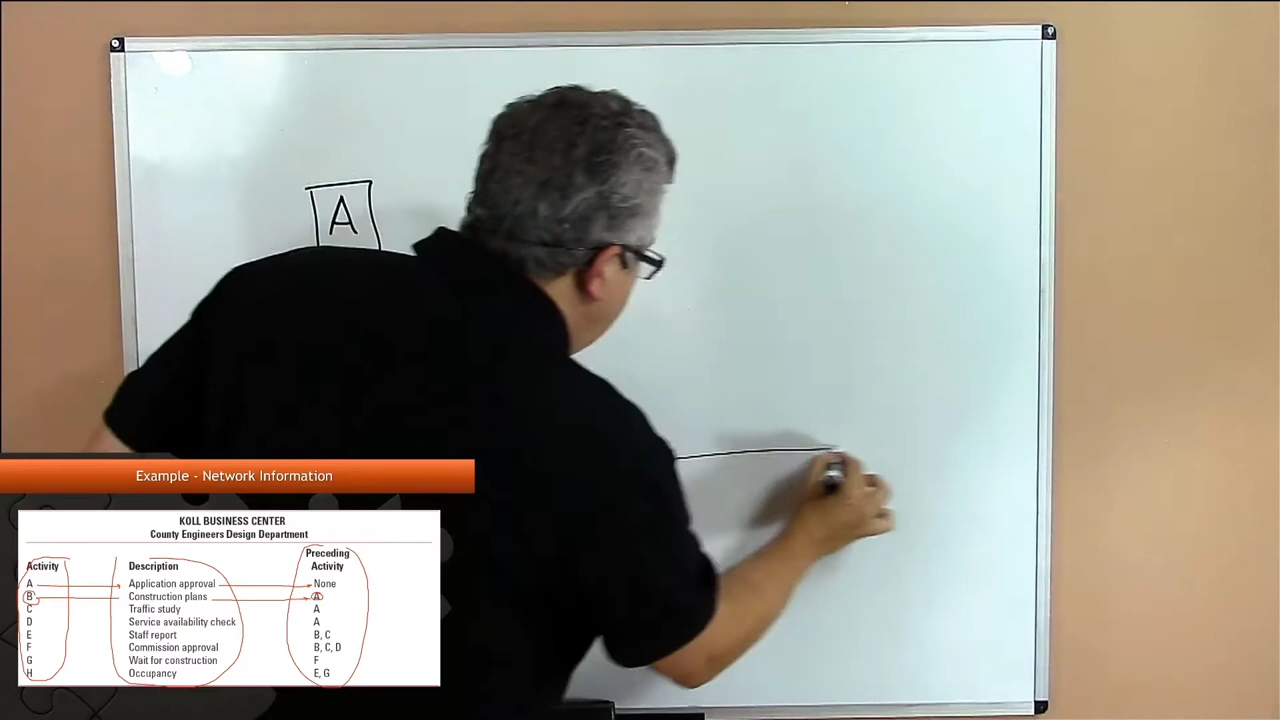 A
Example - Network Information
KOLL BUSINESS CENTER
County Engineers Design Department
Activity Description Preceding Activity
A Application approval None
B Construction plans A
C Traffic study A
D Service availability check A
E Staff report B, C
F Commission approval B, C, D
G Wait for construction F
H Occupancy E, G